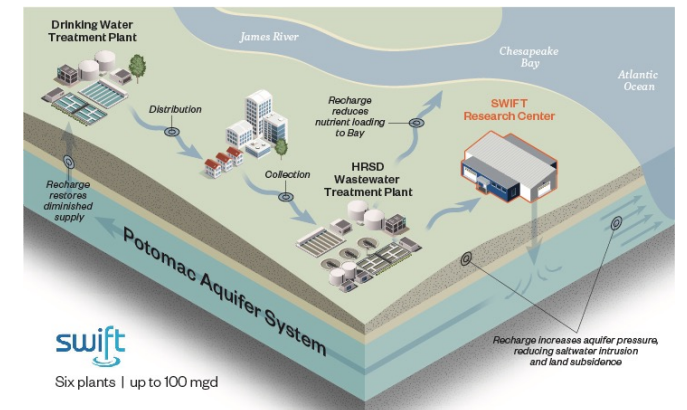 Drinking Water
Treatment Plant
James River
Chesapeake
Bay
Atlantic
Ocean
Distribution
Recharge
reduces
nutrient loading
to Bay
SWIFT
Research Center
Collection
HRSD
Wastewater
Treatment Plant
Recharge
restores
diminished
supply
Potomac Aquifer System
Recharge increases aquifer pressure,
reducing saltwater intrusion
and land subsidence
swift
Six plants | up to 100 mgd